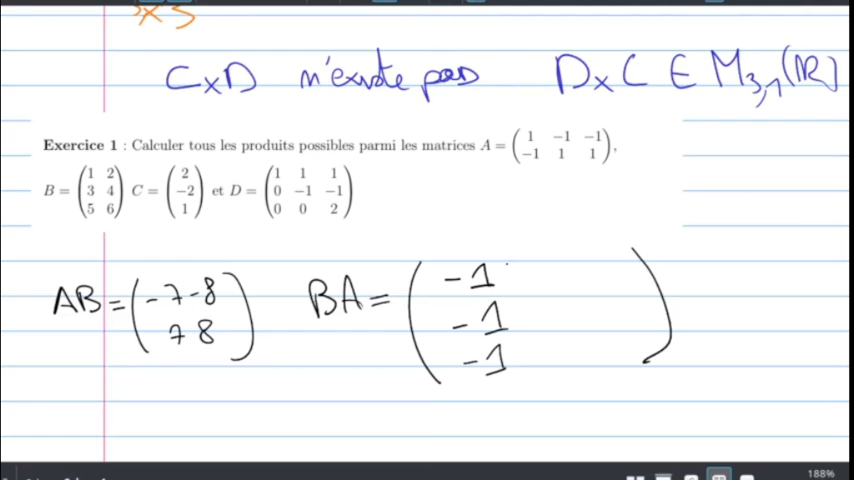 3×3
C×D n'existe pas D×C ∈ M3,1(IR)
Exercice 1 : Calculer tous les produits possibles parmi les matrices A = ( 1 −1 −1
−1 1 1 ),
B = ( 1 2
3 4
5 6 ) C = ( 2
−2
1 ) et D = ( 1 1 1
0 −1 −1
0 0 2 )
AB = ( -7 -8
7 8 ) BA = ( -1
-1
-1 )
188%